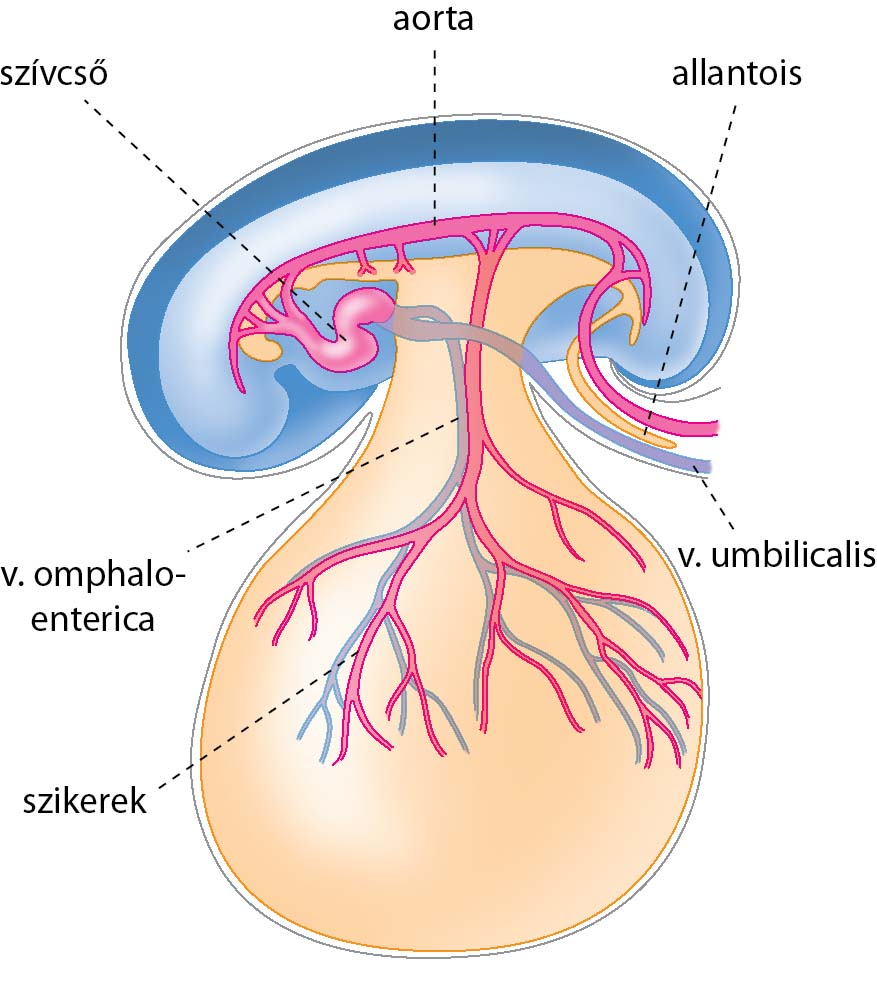 aorta
szívcső
allantois
v. omphalo-
enterica
v. umbilicalis
szikerek